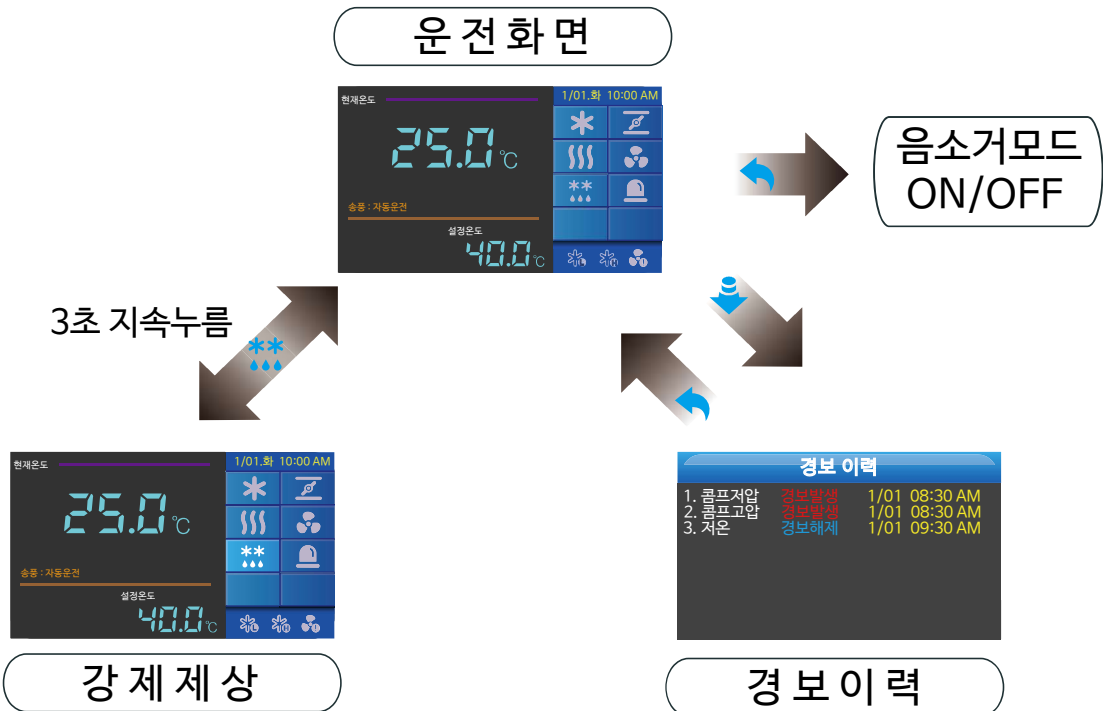 운전화면
현재온도
1/01.화 10:00 AM
25.0℃
송풍 : 자동운전
설정온도
40.0℃
음소거모드
ON/OFF
3초 지속누름
현재온도
1/01.화 10:00 AM
25.0℃
송풍 : 자동운전
설정온도
40.0℃
강제제상
경보 이력
1. 콤프저압 경보발생 1/01 08:30 AM
2. 콤프고압 경보발생 1/01 08:30 AM
3. 저온 경보해제 1/01 09:30 AM
경보이력